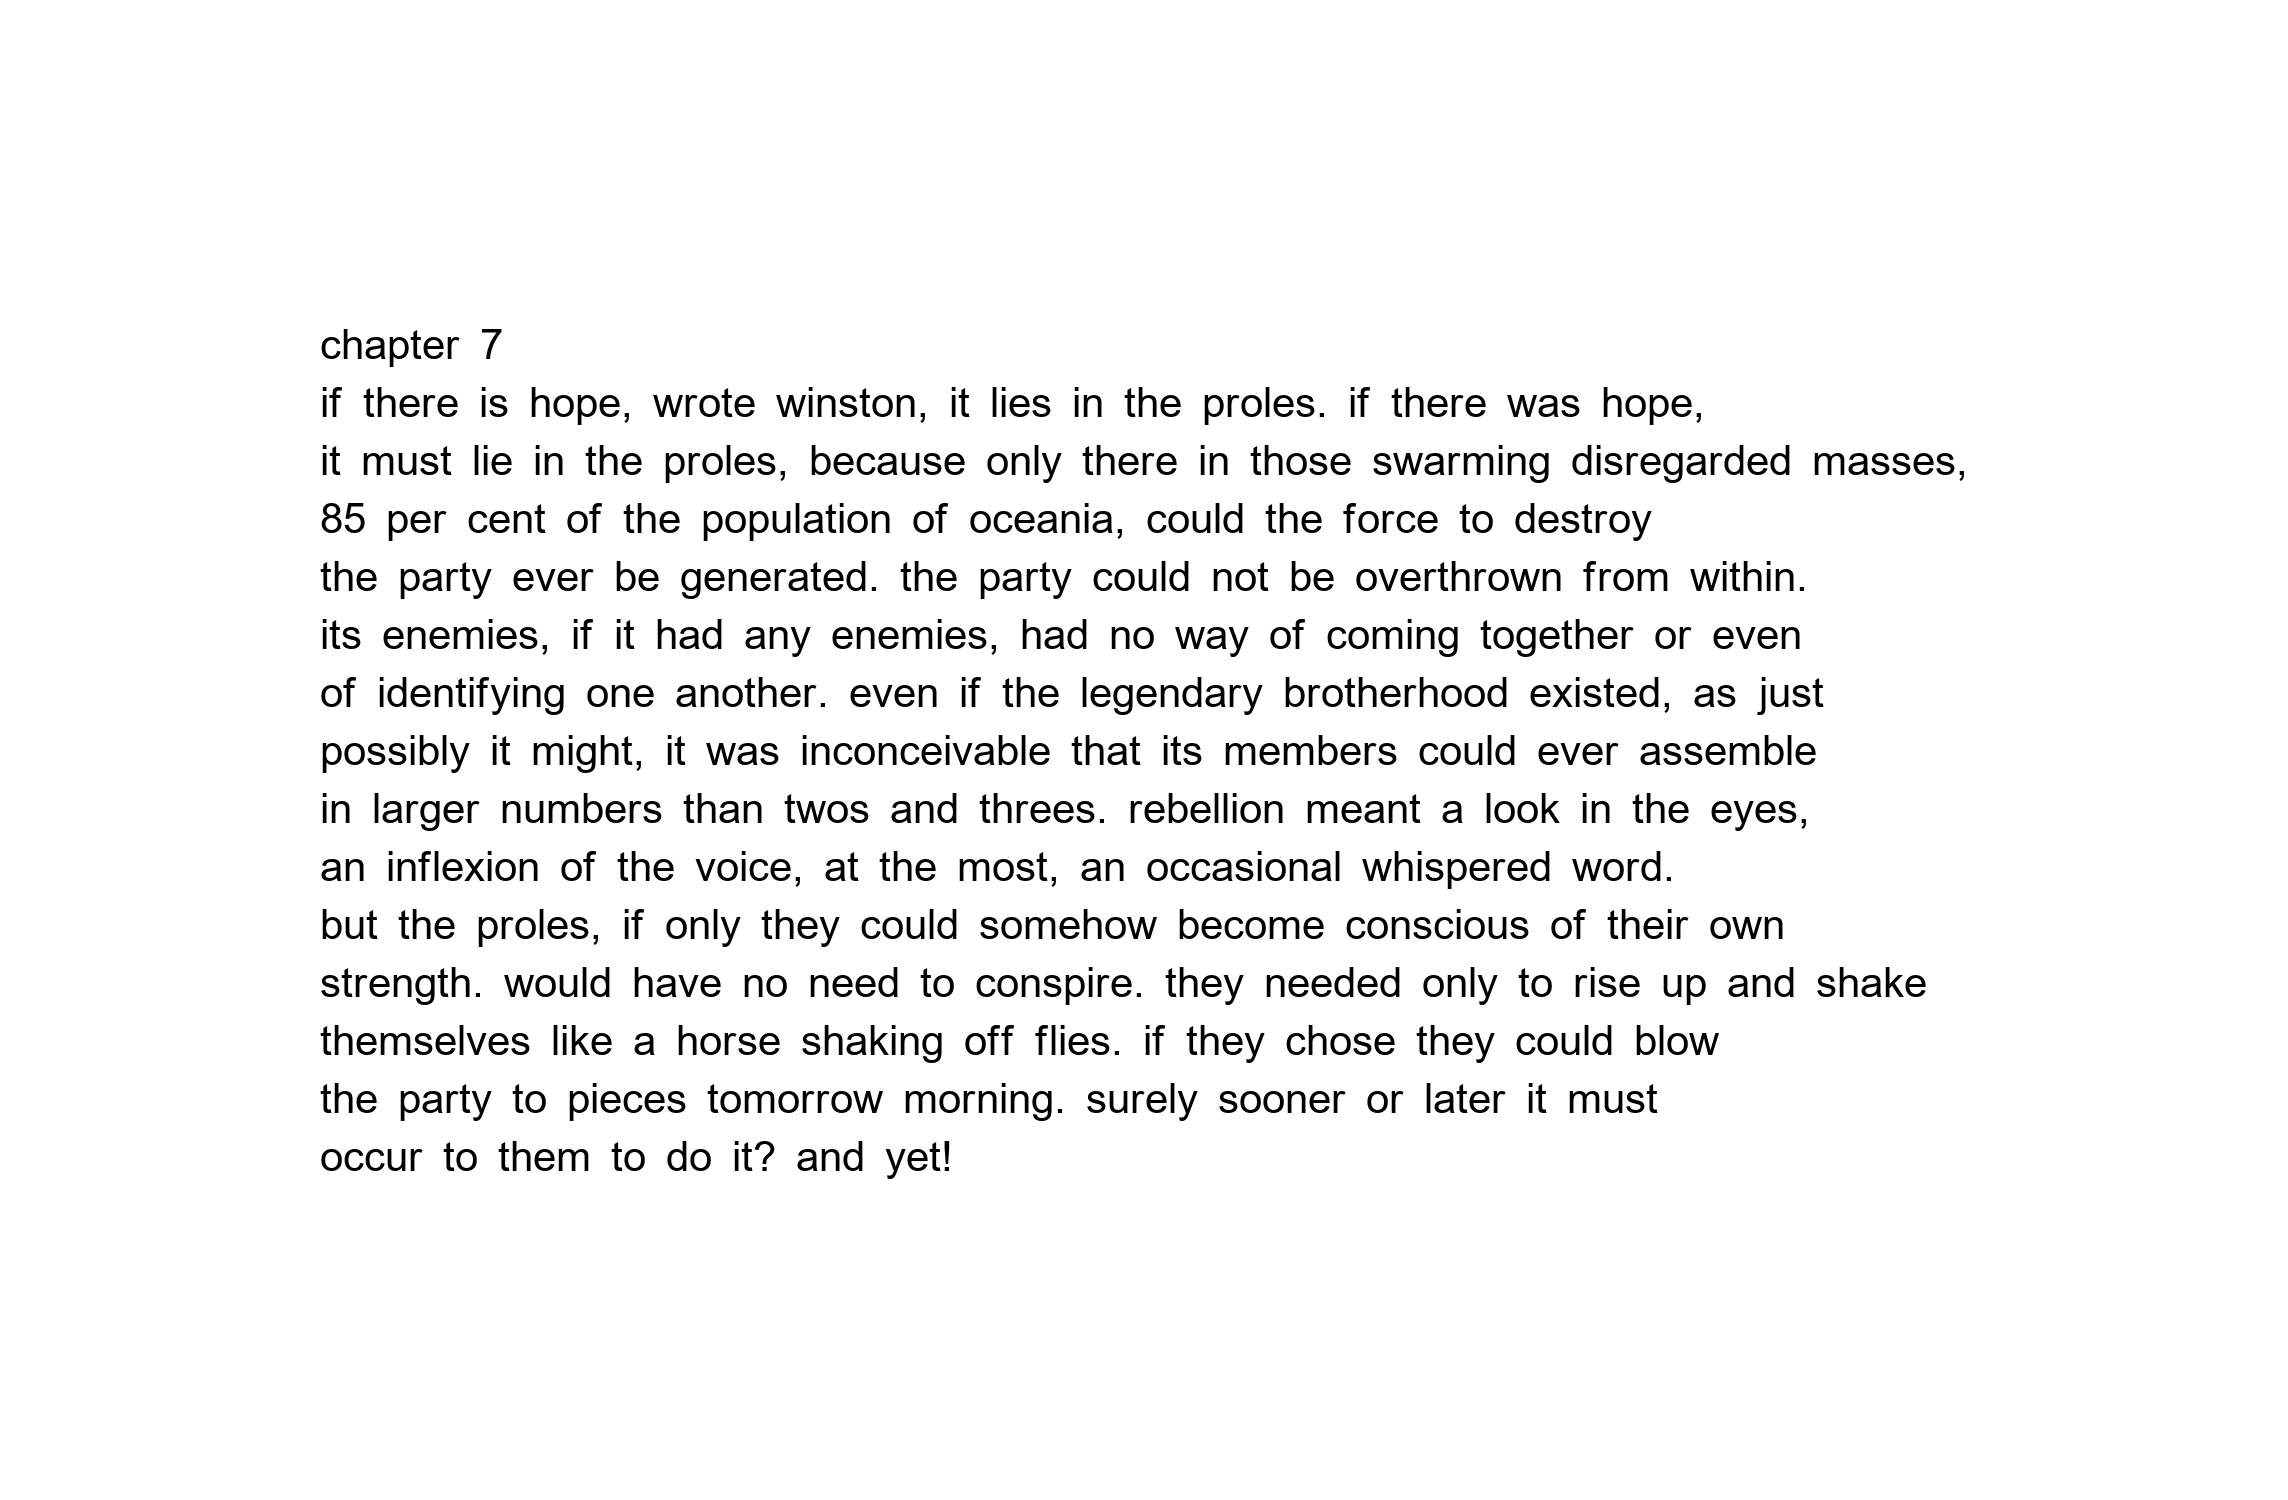 chapter 7
if there is hope, wrote winston, it lies in the proles. if there was hope,
it must lie in the proles, because only there in those swarming disregarded masses,
85 per cent of the population of oceania, could the force to destroy
the party ever be generated. the party could not be overthrown from within.
its enemies, if it had any enemies, had no way of coming together or even
of identifying one another. even if the legendary brotherhood existed, as just
possibly it might, it was inconceivable that its members could ever assemble
in larger numbers than twos and threes. rebellion meant a look in the eyes,
an inflexion of the voice, at the most, an occasional whispered word.
but the proles, if only they could somehow become conscious of their own
strength. would have no need to conspire. they needed only to rise up and shake
themselves like a horse shaking off flies. if they chose they could blow
the party to pieces tomorrow morning. surely sooner or later it must
occur to them to do it? and yet!